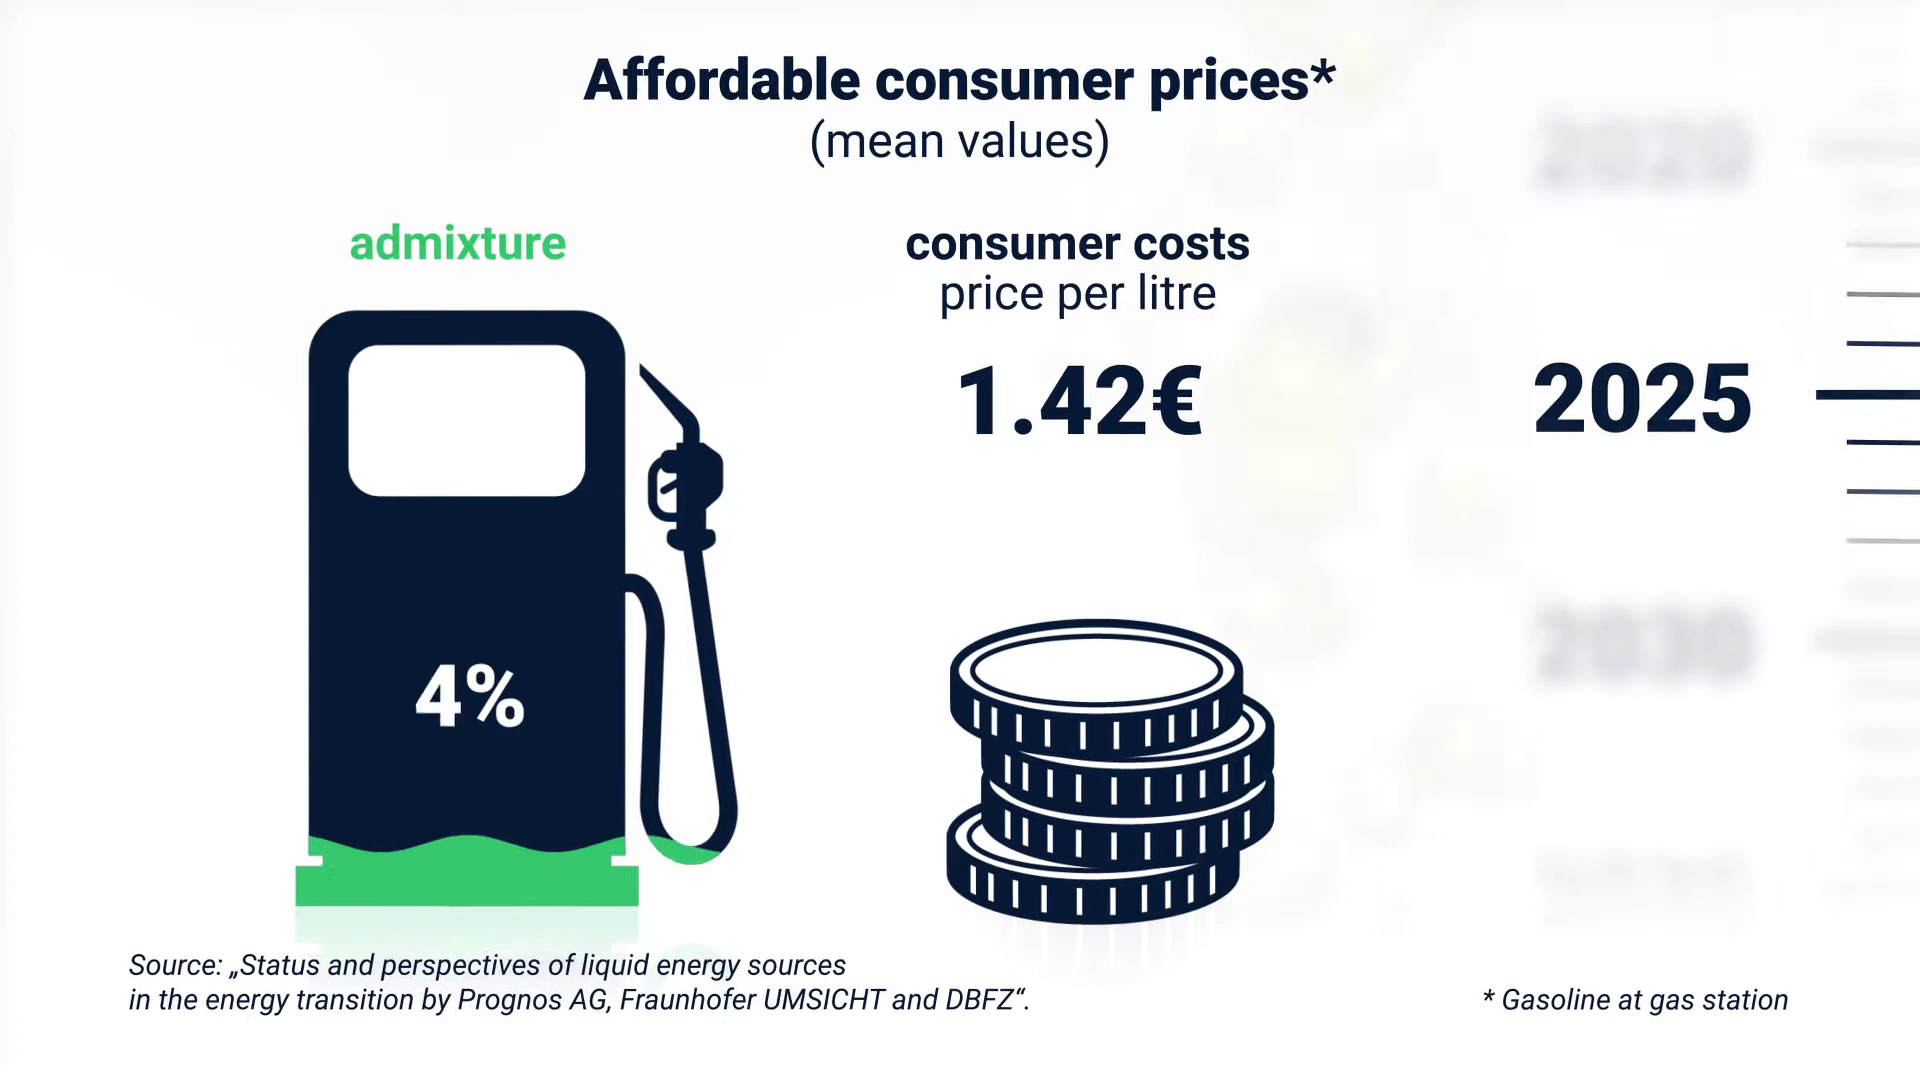 Affordable consumer prices*
(mean values)
admixture
consumer costs
price per litre
1.42€
4%
2020
2025
2030
Source: „Status and perspectives of liquid energy sources
in the energy transition by Prognos AG, Fraunhofer UMSICHT and DBFZ“.
* Gasoline at gas station